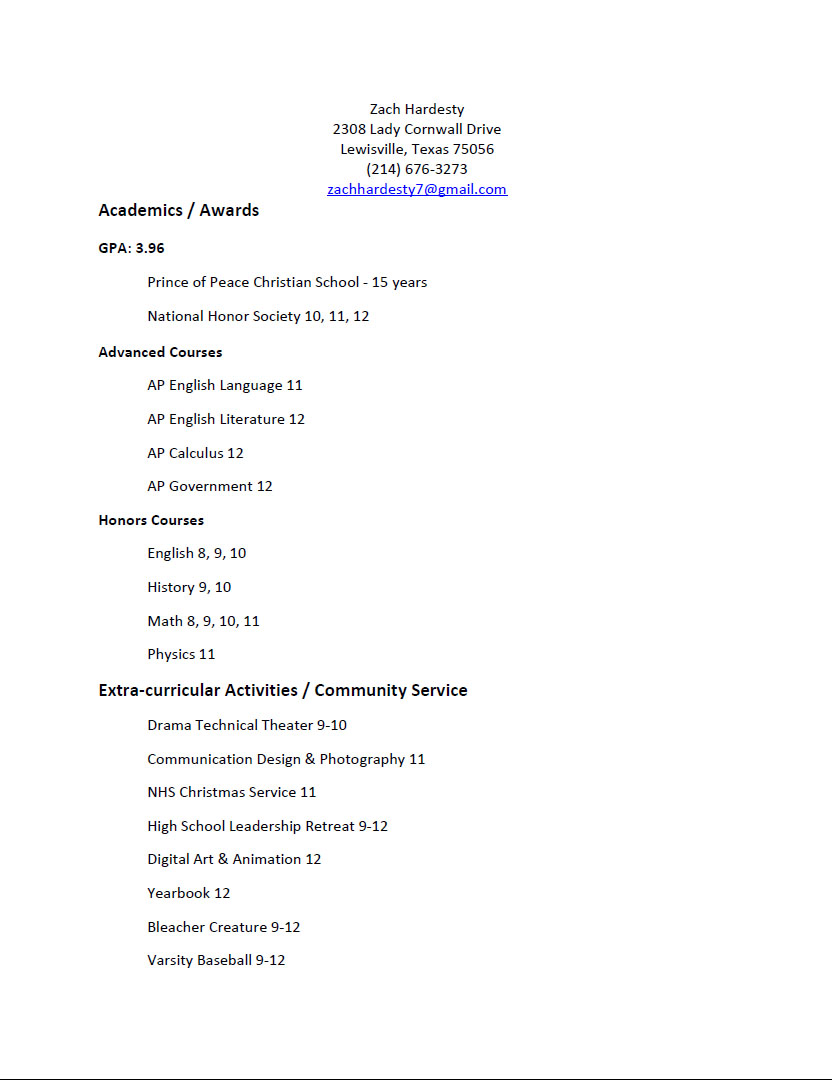 Zach Hardesty
2308 Lady Cornwall Drive
Lewisville, Texas 75056
(214) 676-3273
zachhardesty7@gmail.com
Academics / Awards
GPA: 3.96
Prince of Peace Christian School - 15 years
National Honor Society 10, 11, 12
Advanced Courses
AP English Language 11
AP English Literature 12
AP Calculus 12
AP Government 12
Honors Courses
English 8, 9, 10
History 9, 10
Math 8, 9, 10, 11
Physics 11
Extra-curricular Activities / Community Service
Drama Technical Theater 9-10
Communication Design & Photography 11
NHS Christmas Service 11
High School Leadership Retreat 9-12
Digital Art & Animation 12
Yearbook 12
Bleacher Creature 9-12
Varsity Baseball 9-12